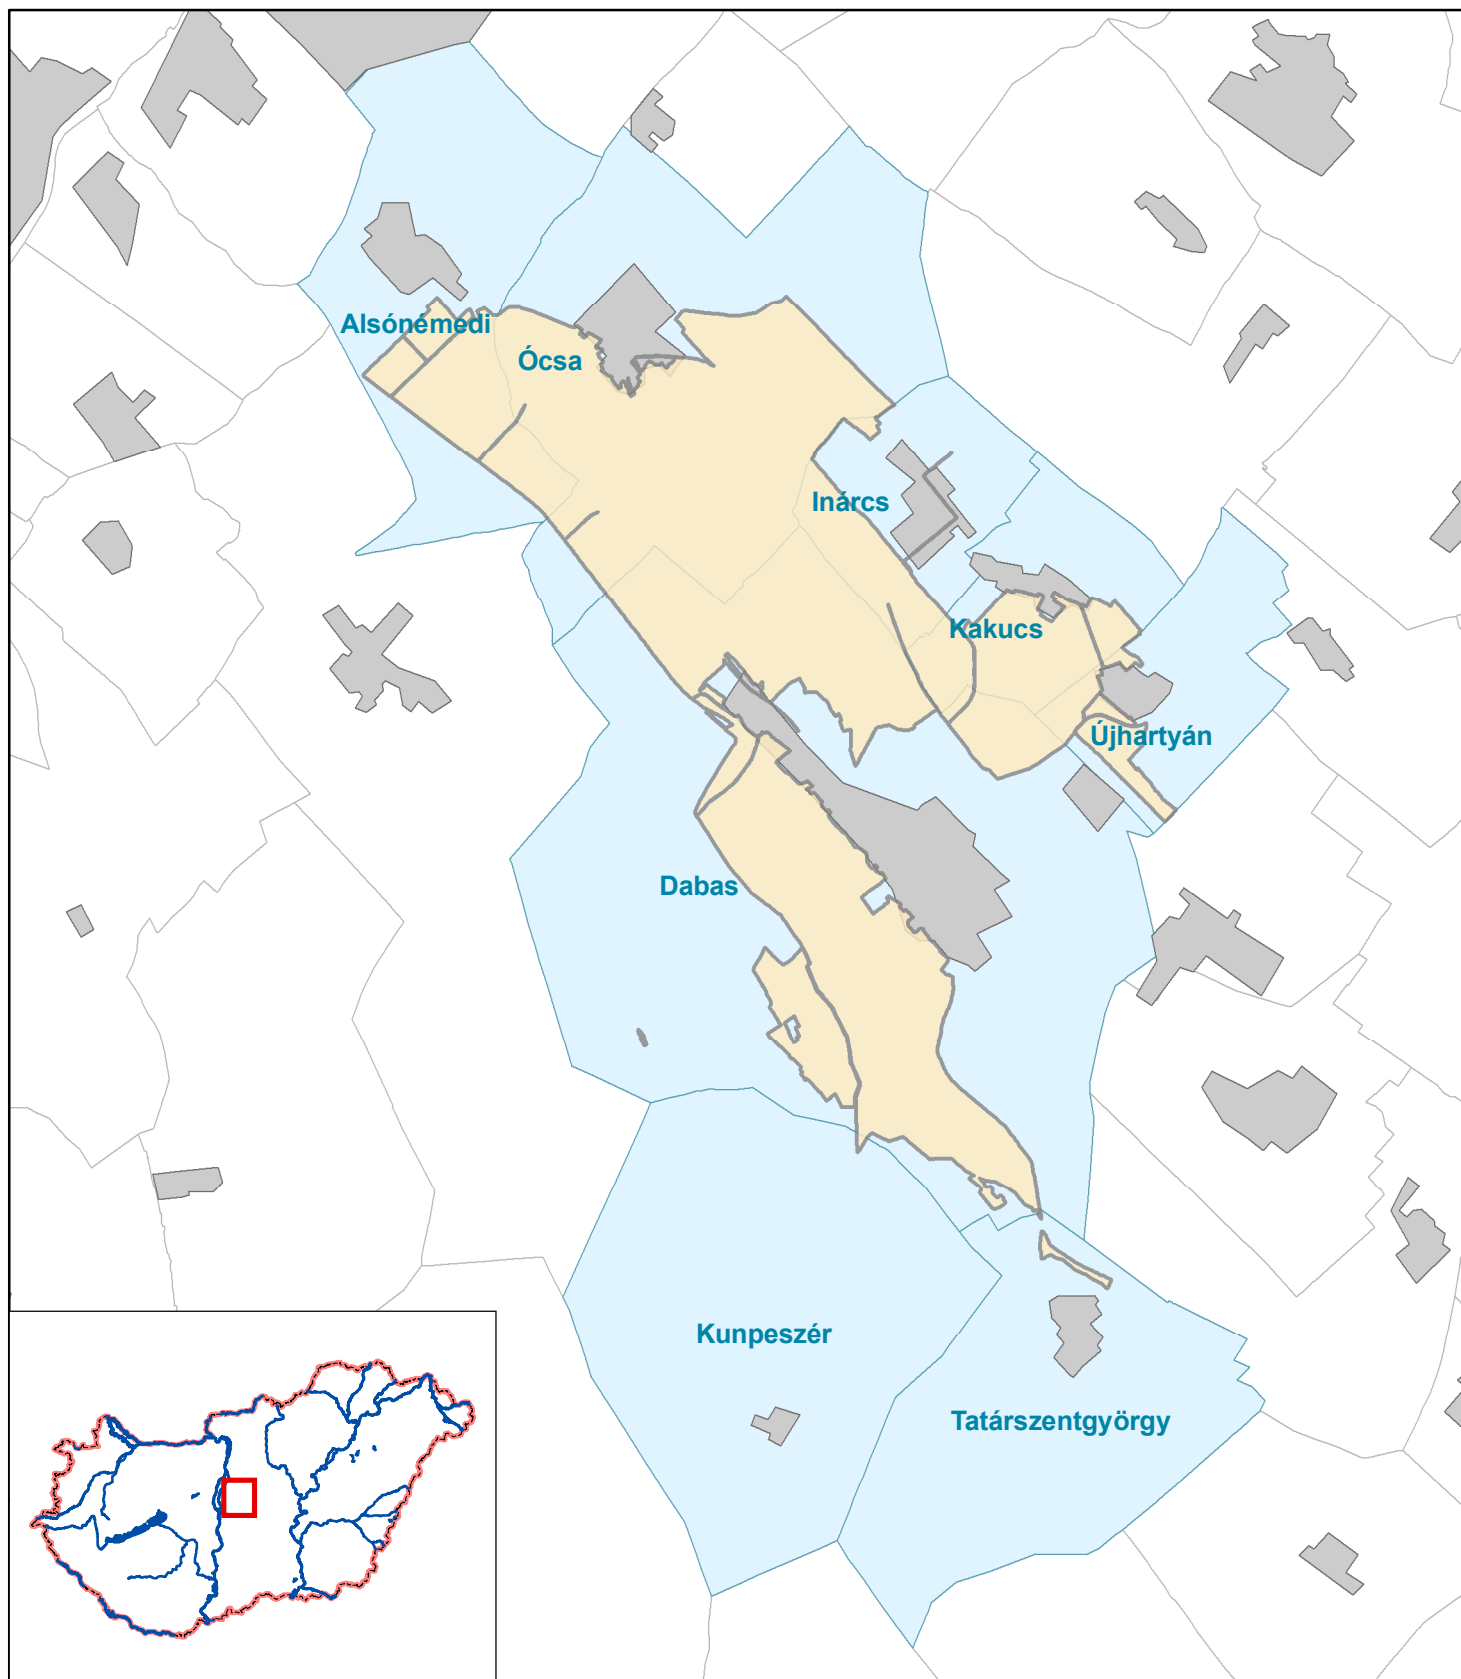 Alsónémedi
Ócsa
Inárcs
Kakucs
Újhartyán
Dabas
Kunpeszér
Tatárszentgyörgy